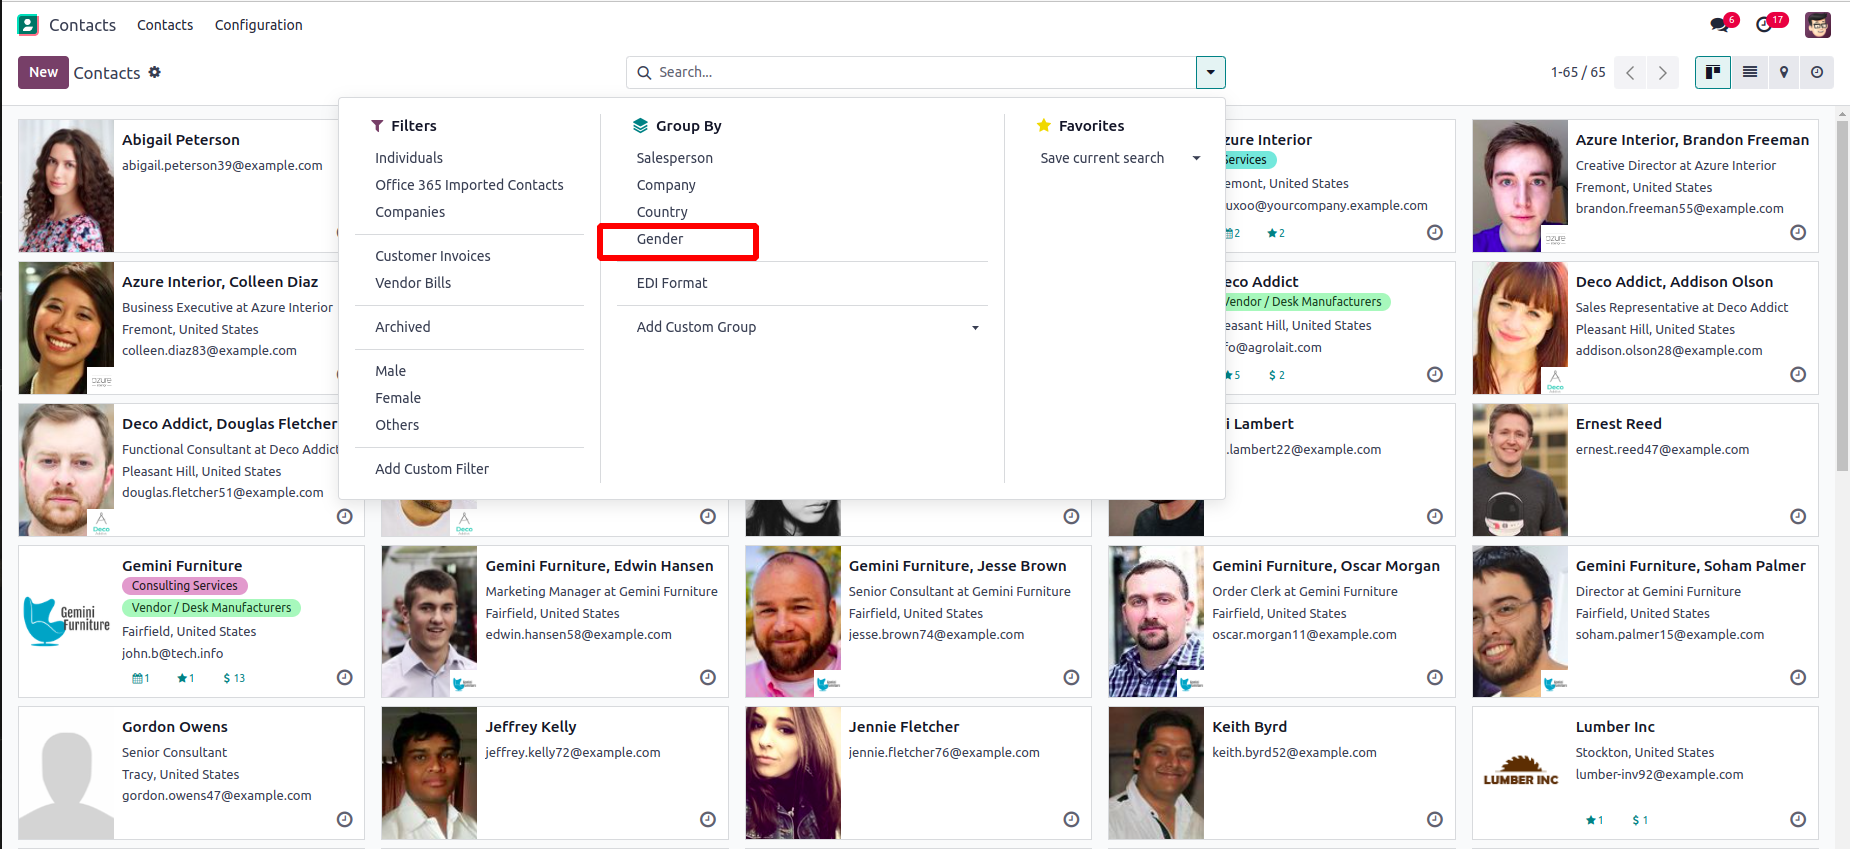 Contacts
Contacts
Configuration
6
17
New
Contacts
Search...
1-65 / 65
Filters
Individuals
Office 365 Imported Contacts
Companies
Customer Invoices
Vendor Bills
Archived
Male
Female
Others
Add Custom Filter
Group By
Salesperson
Company
Country
Gender
EDI Format
Add Custom Group
Favorites
Save current search
Abigail Peterson
abigail.peterson39@example.com
zure Interior
ervices
emont, United States
uxoo@yourcompany.example.com
2
2
Azure Interior, Brandon Freeman
Creative Director at Azure Interior
Fremont, United States
brandon.freeman55@example.com
azure
Azure Interior, Colleen Diaz
Business Executive at Azure Interior
Fremont, United States
colleen.diaz83@example.com
azure
eco Addict
Vendor / Desk Manufacturers
easant Hill, United States
fo@agrolait.com
5
$ 2
Deco Addict, Addison Olson
Sales Representative at Deco Addict
Pleasant Hill, United States
addison.olson28@example.com
Deco
Deco Addict, Douglas Fletcher
Functional Consultant at Deco Addict
Pleasant Hill, United States
douglas.fletcher51@example.com
Deco
Deco
i Lambert
.lambert22@example.com
Ernest Reed
ernest.reed47@example.com
Gemini Furniture
Consulting Services
Vendor / Desk Manufacturers
Fairfield, United States
john.b@tech.info
1
1
$ 13
Gemini
Furniture
Gemini Furniture, Edwin Hansen
Marketing Manager at Gemini Furniture
Fairfield, United States
edwin.hansen58@example.com
Gemini Furniture, Jesse Brown
Senior Consultant at Gemini Furniture
Fairfield, United States
jesse.brown74@example.com
Gemini Furniture, Oscar Morgan
Order Clerk at Gemini Furniture
Fairfield, United States
oscar.morgan11@example.com
Gemini Furniture, Soham Palmer
Director at Gemini Furniture
Fairfield, United States
soham.palmer15@example.com
Gordon Owens
Senior Consultant
Tracy, United States
gordon.owens47@example.com
Jeffrey Kelly
jeffrey.kelly72@example.com
Jennie Fletcher
jennie.fletcher76@example.com
Keith Byrd
keith.byrd52@example.com
Lumber Inc
Stockton, United States
lumber-inv92@example.com
1
$ 1
LUMBER INC